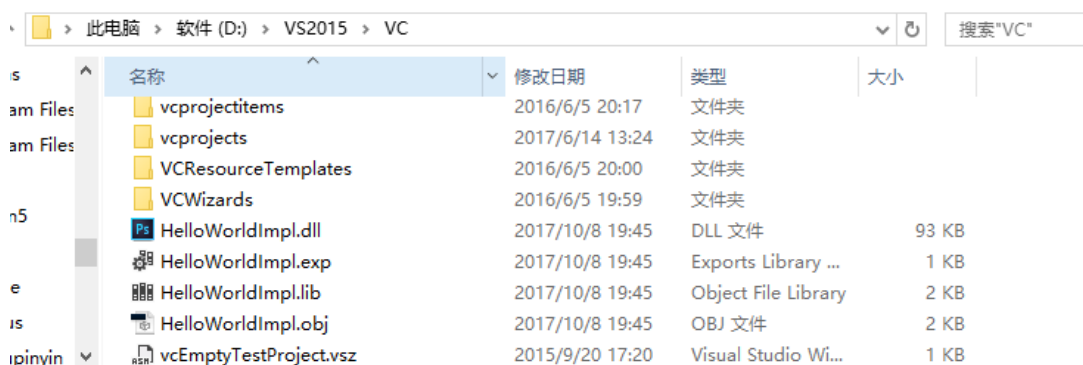 此电脑 > 软件 (D:) > VS2015 > VC 搜索"VC"
名称 修改日期 类型 大小
am Files vcprojectitems 2016/6/5 20:17 文件夹
vcprojects 2017/6/14 13:24 文件夹
am Files VCResourceTemplates 2016/6/5 20:00 文件夹
VCWizards 2016/6/5 19:59 文件夹
n5 HelloWorldImpl.dll 2017/10/8 19:45 DLL 文件 93 KB
HelloWorldImpl.exp 2017/10/8 19:45 Exports Library ... 1 KB
HelloWorldImpl.lib 2017/10/8 19:45 Object File Library 2 KB
HelloWorldImpl.obj 2017/10/8 19:45 OBJ 文件 2 KB
upinyin vcEmptyTestProject.vsz 2015/9/20 17:20 Visual Studio Wi... 1 KB